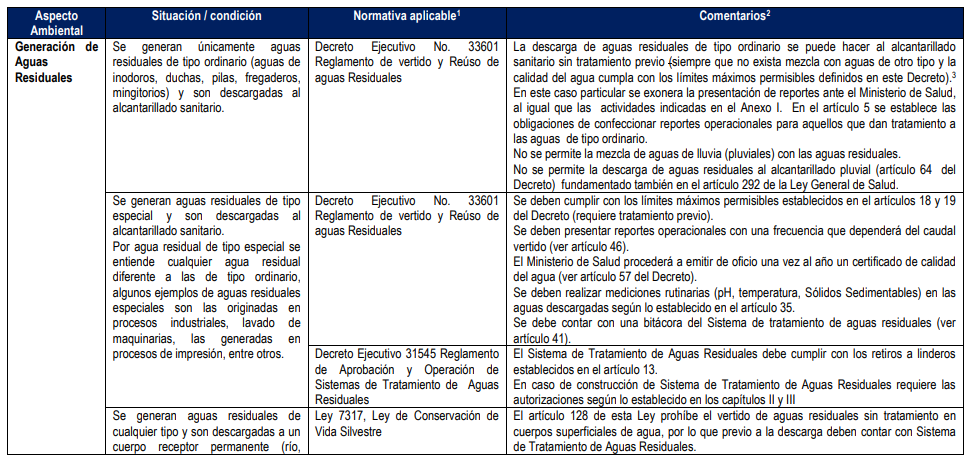 Aspecto
Ambiental
Situación / condición
Normativa aplicable1
Comentarios2
Generación de
Aguas
Residuales
Se generan únicamente aguas
residuales de tipo ordinario (aguas de
inodoros, duchas, pilas, fregaderos,
mingitorios) y son descargadas al
alcantarillado sanitario.
Decreto Ejecutivo No. 33601
Reglamento de vertido y Reúso de
aguas Residuales
La descarga de aguas residuales de tipo ordinario se puede hacer al alcantarillado
sanitario sin tratamiento previo (siempre que no exista mezcla con aguas de otro tipo y la
calidad del agua cumpla con los límites máximos permisibles definidos en este Decreto).3
En este caso particular se exonera la presentación de reportes ante el Ministerio de Salud,
al igual que las actividades indicadas en el Anexo I. En el artículo 5 se establece las
obligaciones de confeccionar reportes operacionales para aquellos que dan tratamiento a
las aguas de tipo ordinario.
No se permite la mezcla de aguas de lluvia (pluviales) con las aguas residuales.
No se permite la descarga de aguas residuales al alcantarillado pluvial (artículo 64 del
Decreto) fundamentado también en el artículo 292 de la Ley General de Salud.
Se generan aguas residuales de tipo
especial y son descargadas al
alcantarillado sanitario.
Por agua residual de tipo especial se
entiende cualquier agua residual
diferente a las de tipo ordinario,
algunos ejemplos de aguas residuales
especiales son las originadas en
procesos industriales, lavado de
maquinarias, las generadas en
procesos de impresión, entre otros.
Decreto Ejecutivo No. 33601
Reglamento de vertido y Reúso de
aguas Residuales
Se deben cumplir con los límites máximos permisibles establecidos en el artículos 18 y 19
del Decreto (requiere tratamiento previo).
Se deben presentar reportes operacionales con una frecuencia que dependerá del caudal
vertido (ver artículo 46).
El Ministerio de Salud procederá a emitir de oficio una vez al año un certificado de calidad
del agua (ver artículo 57 del Decreto).
Se deben realizar mediciones rutinarias (pH, temperatura, Sólidos Sedimentables) en las
aguas descargadas según lo establecido en el artículo 35.
Se debe contar con una bitácora del Sistema de tratamiento de aguas residuales (ver
artículo 41).
Decreto Ejecutivo 31545 Reglamento
de Aprobación y Operación de
Sistemas de Tratamiento de Aguas
Residuales
El Sistema de Tratamiento de Aguas Residuales debe cumplir con los retiros a linderos
establecidos en el artículo 13.
En caso de construcción de Sistema de Tratamiento de Aguas Residuales requiere las
autorizaciones según lo establecido en los capítulos II y III
Se generan aguas residuales de
cualquier tipo y son descargadas a un
cuerpo receptor permanente (río,
Ley 7317, Ley de Conservación de
Vida Silvestre
El artículo 128 de esta Ley prohíbe el vertido de aguas residuales sin tratamiento en
cuerpos superficiales de agua, por lo que previo a la descarga deben contar con Sistema
de Tratamiento de Aguas Residuales.